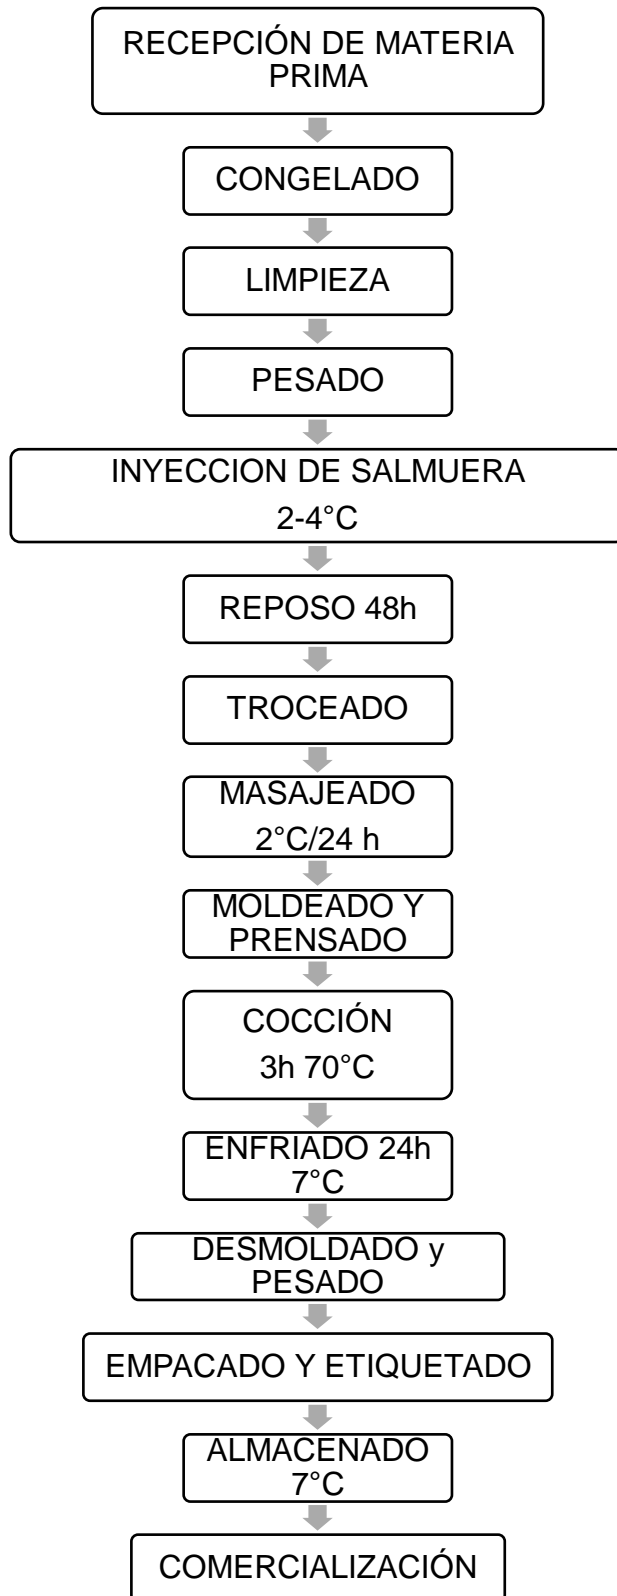 RECEPCIÓN DE MATERIA
PRIMA
CONGELADO
LIMPIEZA
PESADO
INYECCION DE SALMUERA
2-4°C
REPOSO 48h
TROCEADO
MASAJEADO
2°C/24 h
MOLDEADO Y
PRENSADO
COCCIÓN
3h 70°C
ENFRIADO 24h
7°C
DESMOLDADO y
PESADO
EMPACADO Y ETIQUETADO
ALMACENADO
7°C
COMERCIALIZACIÓN